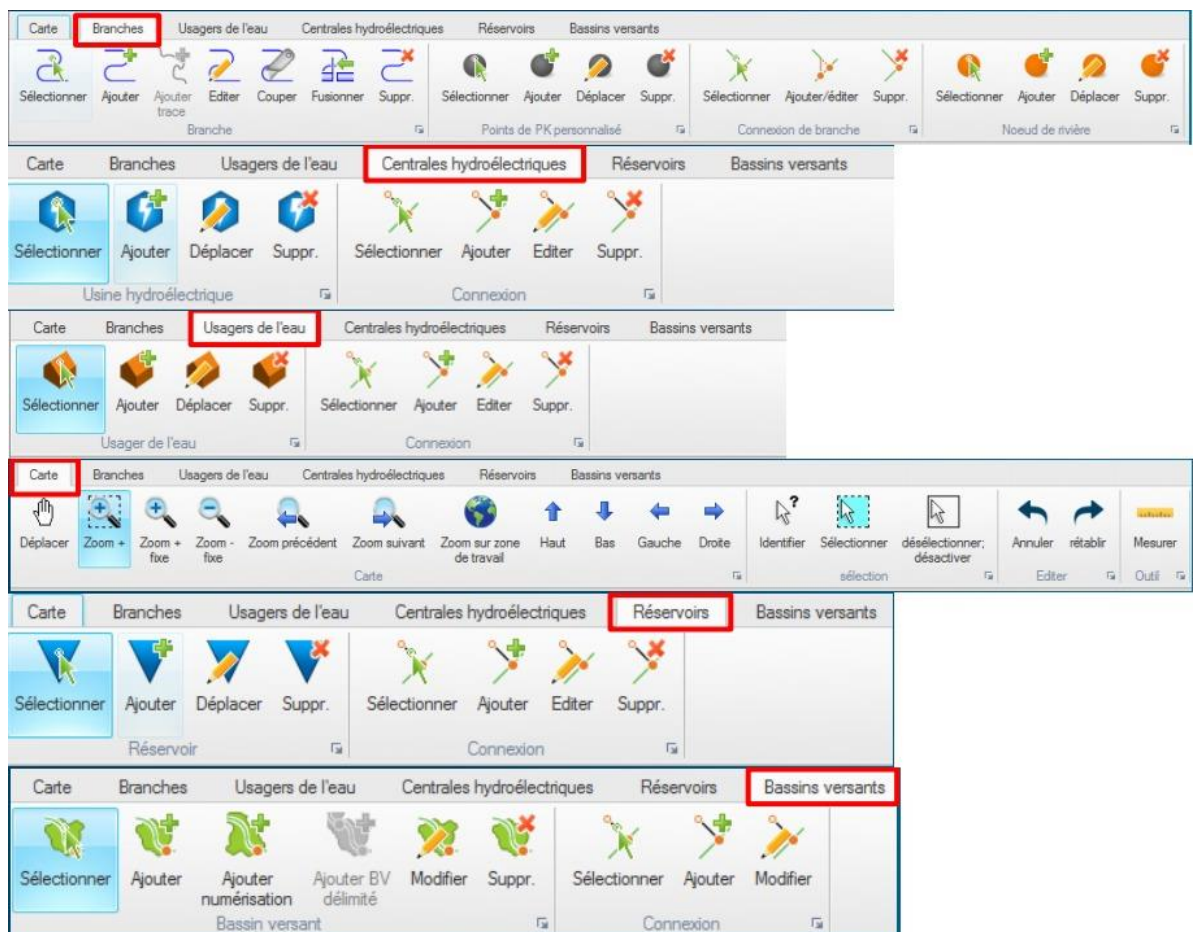 Carte Branches Usagers de l'eau Centrales hydroélectriques Réservoirs Bassins versants
Sélectionner Ajouter Ajouter trace Editer Couper Fusionner Suppr. Sélectionner Ajouter Déplacer Suppr. Sélectionner Ajouter/éditer Suppr. Sélectionner Ajouter Déplacer Suppr.
Branche Points de PK personnalisé Connexion de branche Noeud de rivière
Carte Branches Usagers de l'eau Centrales hydroélectriques Réservoirs Bassins versants
Sélectionner Ajouter Déplacer Suppr. Sélectionner Ajouter Editer Suppr.
Usine hydroélectrique Connexion
Carte Branches Usagers de l'eau Centrales hydroélectriques Réservoirs Bassins versants
Sélectionner Ajouter Déplacer Suppr. Sélectionner Ajouter Editer Suppr.
Usager de l'eau Connexion
Carte Branches Usagers de l'eau Centrales hydroélectriques Réservoirs Bassins versants
Déplacer Zoom + Zoom + fixe Zoom - fixe Zoom précédent Zoom suivant Zoom sur zone de travail Haut Bas Gauche Droite Identifier Sélectionner désélectionner; désactiver Annuler rétablir Mesurer
Carte sélection Editer Outil
Carte Branches Usagers de l'eau Centrales hydroélectriques Réservoirs Bassins versants
Sélectionner Ajouter Déplacer Suppr. Sélectionner Ajouter Editer Suppr.
Réservoir Connexion
Carte Branches Usagers de l'eau Centrales hydroélectriques Réservoirs Bassins versants
Sélectionner Ajouter Ajouter numérisation Ajouter BV délimité Modifier Suppr. Sélectionner Ajouter Modifier
Bassin versant Connexion